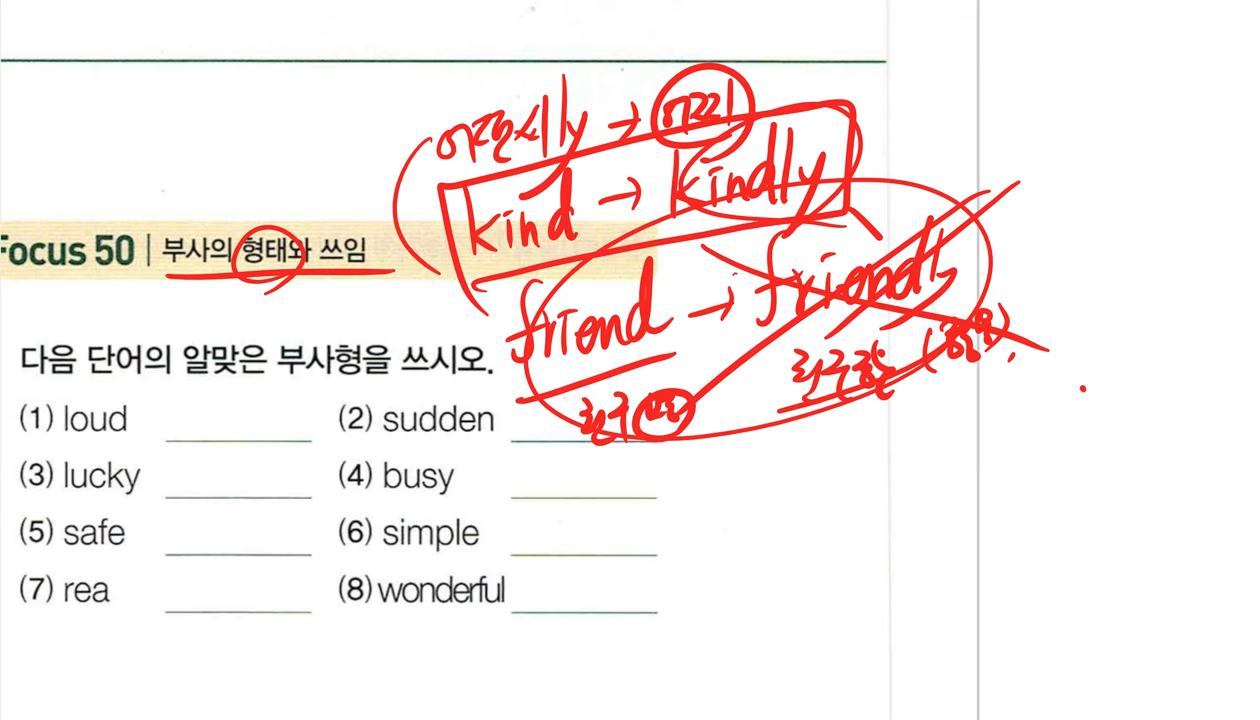 kind → kindly
Focus 50 | 부사의 형태와 쓰임
friend → friendly
다음 단어의 알맞은 부사형을 쓰시오.
(1) loud (2) sudden
(3) lucky (4) busy
(5) safe (6) simple
(7) rea (8) wonderful